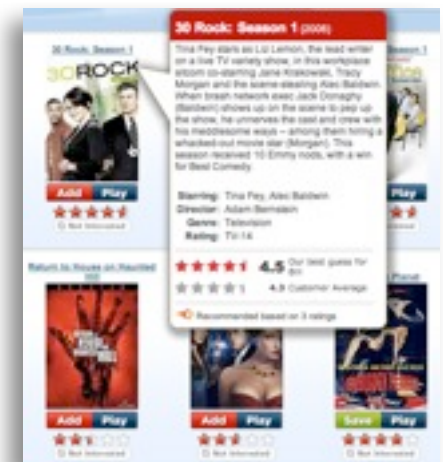 30 Rock: Season 1 (2006)
Tina Fey stars as Liz Lemon, the lead writer
on a live TV variety show, in this workplace
sitcom co-starring Jane Krakowski, Tracy
Morgan and the scene-stealing Alec Baldwin.
When brash network exec Jack Donaghy
(Baldwin) shows up on the scene to pep up
the show, he unnerves the cast and crew with
his meddlesome ways – among them hiring a
whacked-out movie star (Morgan). This
season received 10 Emmy nods, with a win
for Best Comedy.
Starring: Tina Fey, Alec Baldwin
Director: Adam Bernstein
Genre: Television
Rating: TV-14
4.5 Our best guess for
4.3 Customer Average
Recommended based on 3 ratings
30 Rock: Season 1
30ROCK
Add Play
Not Interested
Season 1
Return to House on Haunted
Hill
Planet
Add Play
Not Interested
Add Play
Not Interested
Save Play
Not Interested